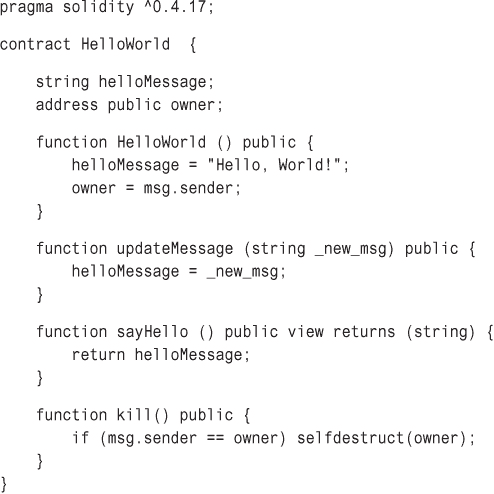 pragma solidity ^0.4.17;
contract HelloWorld  {
    string helloMessage;
    address public owner;
    function HelloWorld () public {
        helloMessage = "Hello, World!";
        owner = msg.sender;
    }
    function updateMessage (string _new_msg) public {
        helloMessage = _new_msg;
    }
    function sayHello () public view returns (string) {
        return helloMessage;
    }
    function kill() public {
        if (msg.sender == owner) selfdestruct(owner);
    }
}